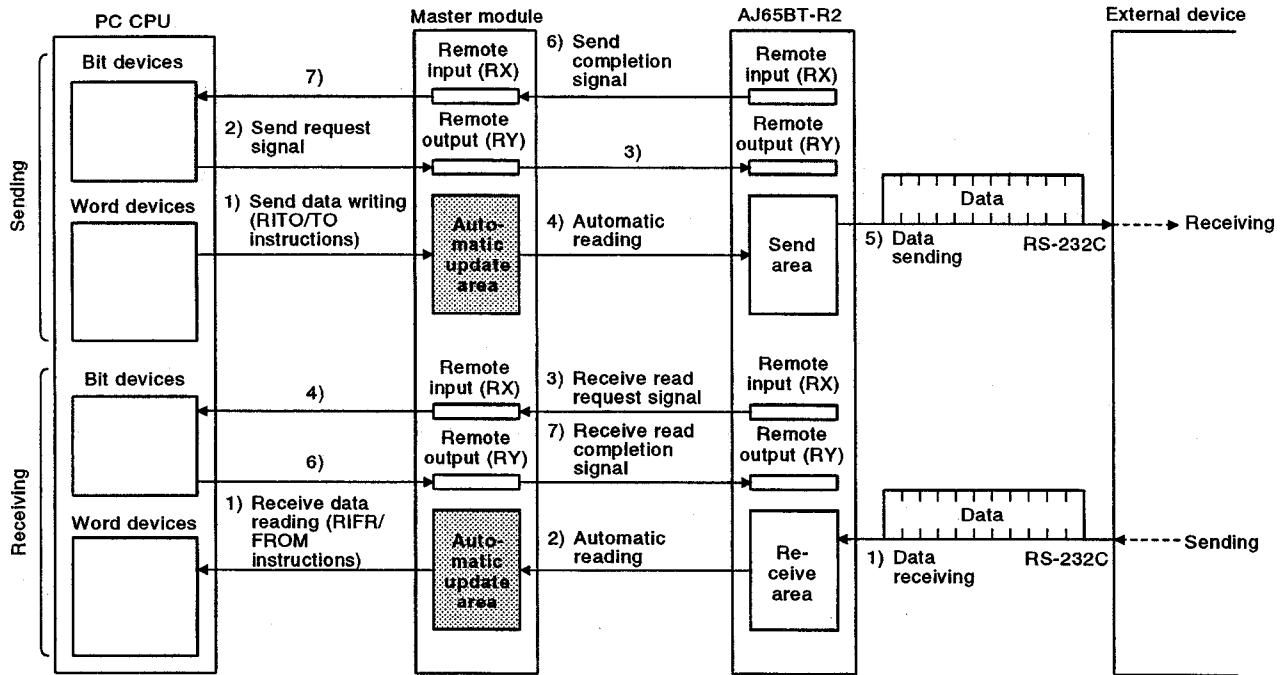 PC CPU
Master module
AJ65BT-R2
External device
Sending
Bit devices
7)
Remote
input (RX)
6) Send
completion
signal
Remote
input (RX)
2) Send request
signal
Remote
output (RY)
3)
Remote
output (RY)
Word devices
1) Send data writing
(RITO/TO
instructions)
Auto-
matic
update
area
4) Automatic
reading
Send
area
Data
5) Data
sending
RS-232C
Receiving
Receiving
Bit devices
4)
Remote
input (RX)
3) Receive read
request signal
Remote
input (RX)
6)
Remote
output (RY)
7) Receive read
completion
signal
Remote
output (RY)
Word devices
1) Receive data
reading (RIFR/
FROM
instructions)
Auto-
matic
update
area
2) Automatic
reading
Re-
ceive
area
Data
1) Data
receiving
RS-232C
Sending